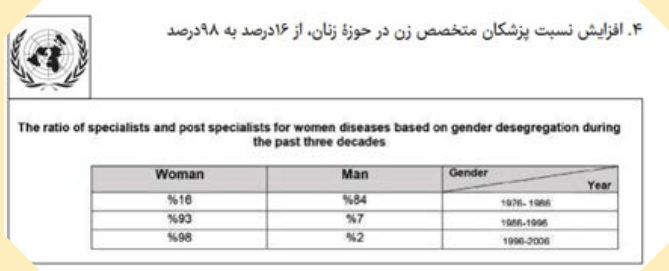 ۴. افزایش نسبت پزشکان متخصص زن در حوزهٔ زنان، از ۱۶درصد به ۹۸درصد
The ratio of specialists and post specialists for women diseases based on gender desegregation during
the past three decades
Woman Man Gender Year
%16 %84 1976-1986
%93 %7 1986-1996
%98 %2 1996-2006